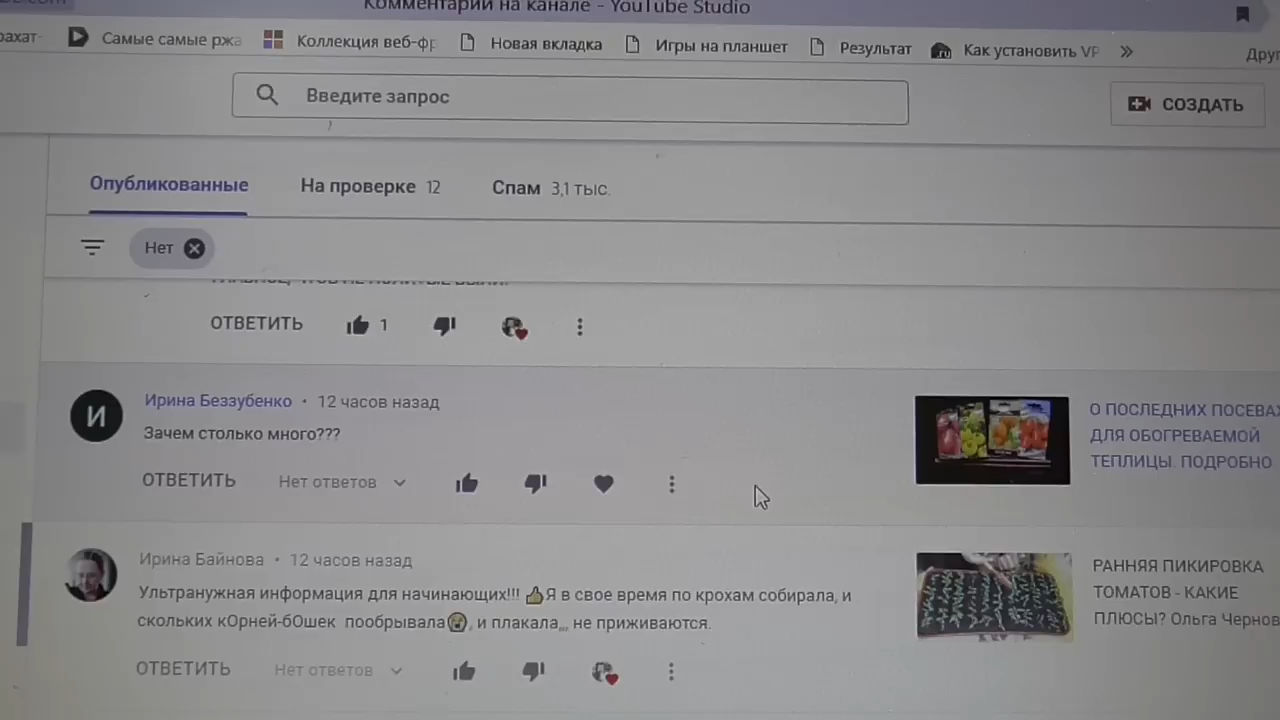 Комментарии на канале - YouTube Studio
Самые самые ржа
Коллекция веб-фр
Новая вкладка
Игры на планшет
Результат
Как установить VP
Введите запрос
СОЗДАТЬ
Опубликованные
На проверке 12
Спам 3,1 тыс.
Нет
ОТВЕТИТЬ
1
И
Ирина Беззубенко • 12 часов назад
Зачем столько много???
ОТВЕТИТЬ
Нет ответов
О ПОСЛЕДНИХ ПОСЕВАХ
ДЛЯ ОБОГРЕВАЕМОЙ
ТЕПЛИЦЫ. ПОДРОБНО
Ирина Байнова • 12 часов назад
Ультранужная информация для начинающих!!! 👍Я в свое время по крохам собирала, и
скольких кОрней-бОшек пообрывала😭, и плакала,,, не приживаются.
ОТВЕТИТЬ
Нет ответов
РАННЯЯ ПИКИРОВКА
ТОМАТОВ - КАКИЕ
ПЛЮСЫ? Ольга Чернов